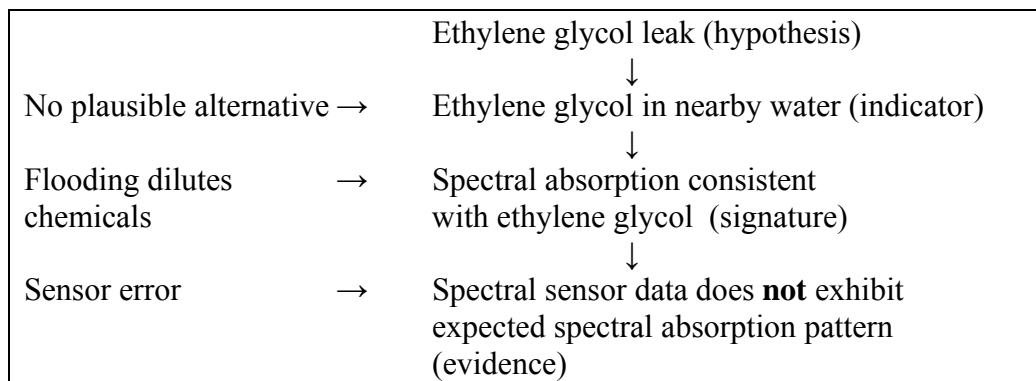 Ethylene glycol leak (hypothesis)
↓
No plausible alternative → Ethylene glycol in nearby water (indicator)
↓
Flooding dilutes → Spectral absorption consistent
chemicals with ethylene glycol (signature)
↓
Sensor error → Spectral sensor data does not exhibit
expected spectral absorption pattern
(evidence)